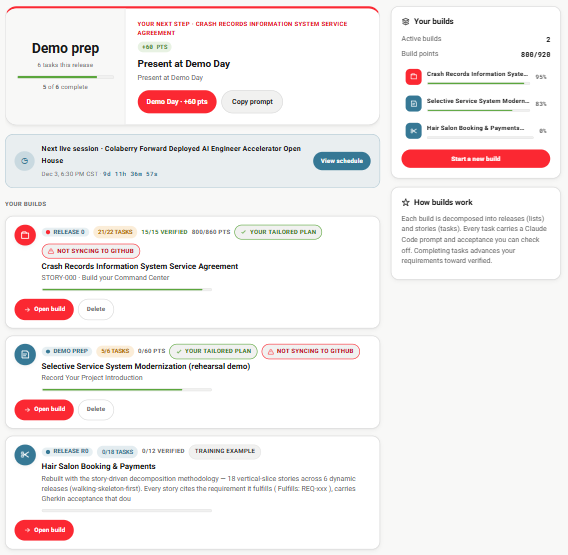 Demo prep
6 tasks this release
5 of 6 complete
YOUR NEXT STEP · CRASH RECORDS INFORMATION SYSTEM SERVICE
AGREEMENT
+60 PTS
Present at Demo Day
Present at Demo Day
Demo Day · +60 pts
Copy prompt
Next live session · Colaberry Forward Deployed AI Engineer Accelerator Open
House
Dec 3, 6:30 PM CST · 9d 11h 36m 57s
View schedule
YOUR BUILDS
RELEASE 0 21/22 TASKS 15/15 VERIFIED 800/860 PTS YOUR TAILORED PLAN
NOT SYNCING TO GITHUB
Crash Records Information System Service Agreement
STORY-000 · Build your Command Center
Open build Delete
DEMO PREP 5/6 TASKS 0/60 PTS YOUR TAILORED PLAN NOT SYNCING TO GITHUB
Selective Service System Modernization (rehearsal demo)
Record Your Project Introduction
Open build Delete
RELEASE R0 0/18 TASKS 0/12 VERIFIED TRAINING EXAMPLE
Hair Salon Booking & Payments
Rebuilt with the story-driven decomposition methodology — 18 vertical-slice stories across 6 dynamic
releases (walking-skeleton-first). Every story cites the requirement it fulfills ( Fulfills: REQ-xxx ), carries
Gherkin acceptance that dou
Open build
Your builds
Active builds 2
Build points 800/920
Crash Records Information Syste... 95%
Selective Service System Modern... 83%
Hair Salon Booking & Payments... 0%
Start a new build
How builds work
Each build is decomposed into releases (lists)
and stories (tasks). Every task carries a Claude
Code prompt and acceptance you can check
off. Completing tasks advances your
requirements toward verified.